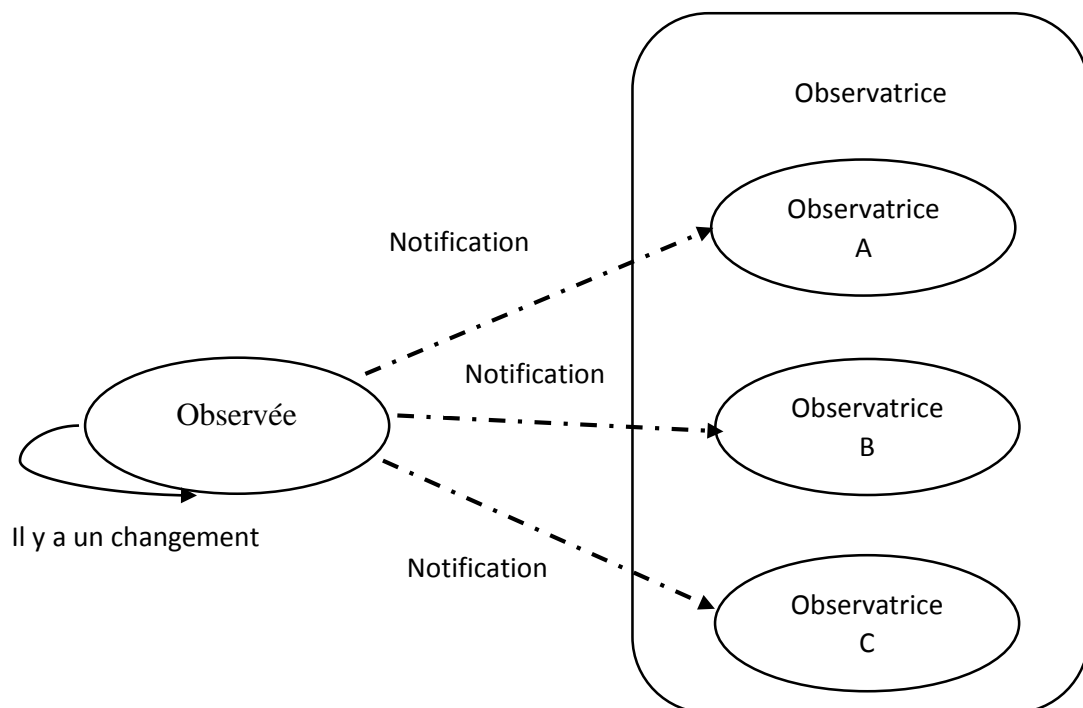 Observatrice
Observatrice
A
Notification
Notification
Observée
Observatrice
B
Il y a un changement
Notification
Observatrice
C